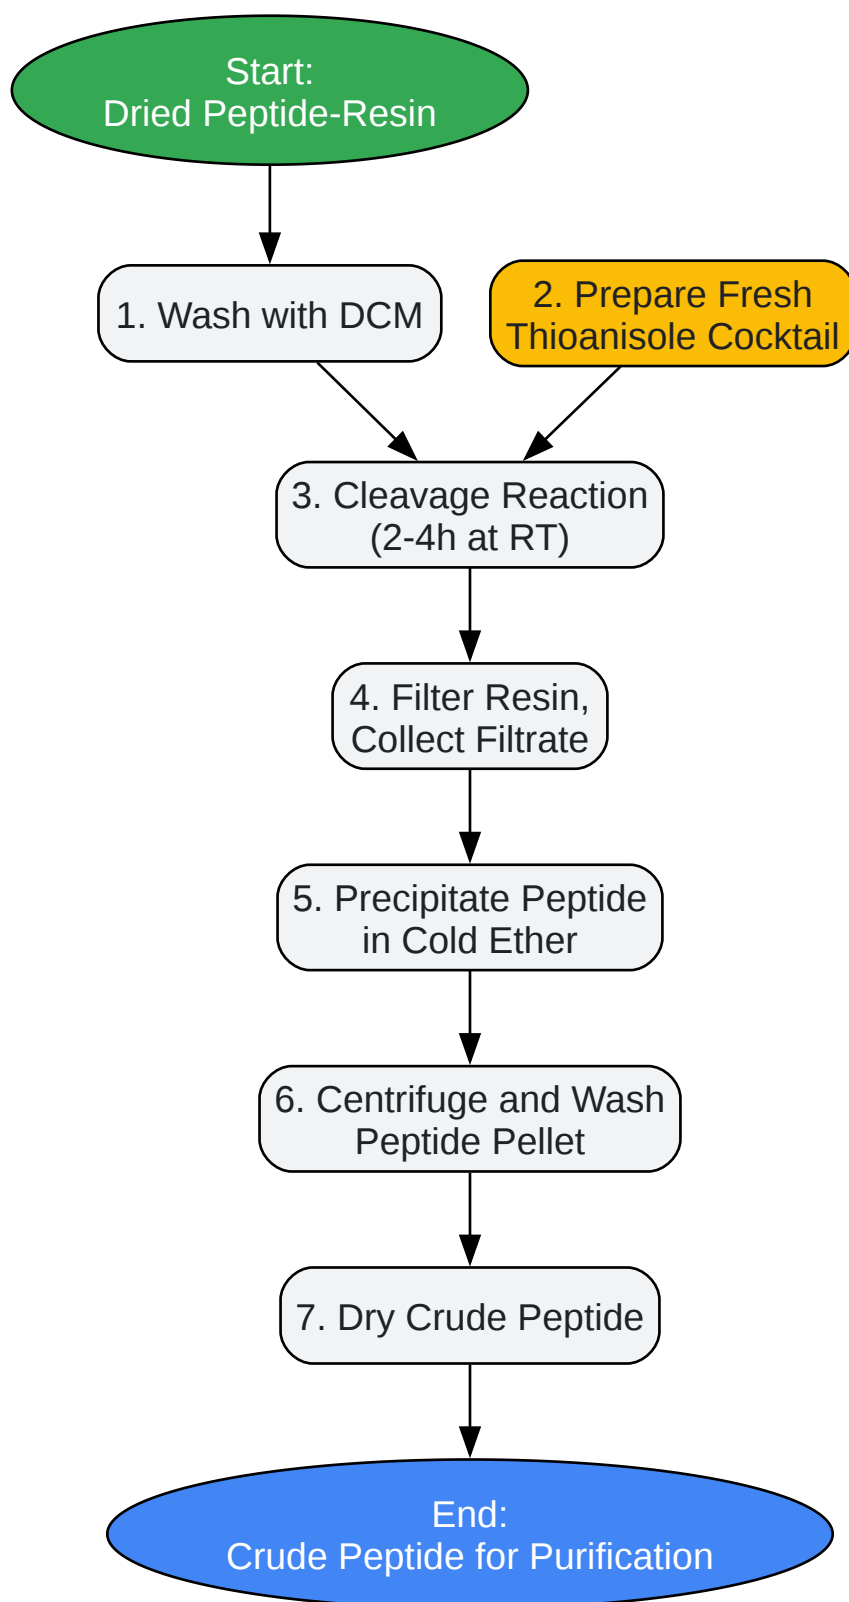 Start:
Dried Peptide-Resin
1. Wash with DCM
2. Prepare Fresh
Thioanisole Cocktail
3. Cleavage Reaction
(2-4h at RT)
4. Filter Resin,
Collect Filtrate
5. Precipitate Peptide
in Cold Ether
6. Centrifuge and Wash
Peptide Pellet
7. Dry Crude Peptide
End:
Crude Peptide for Purification